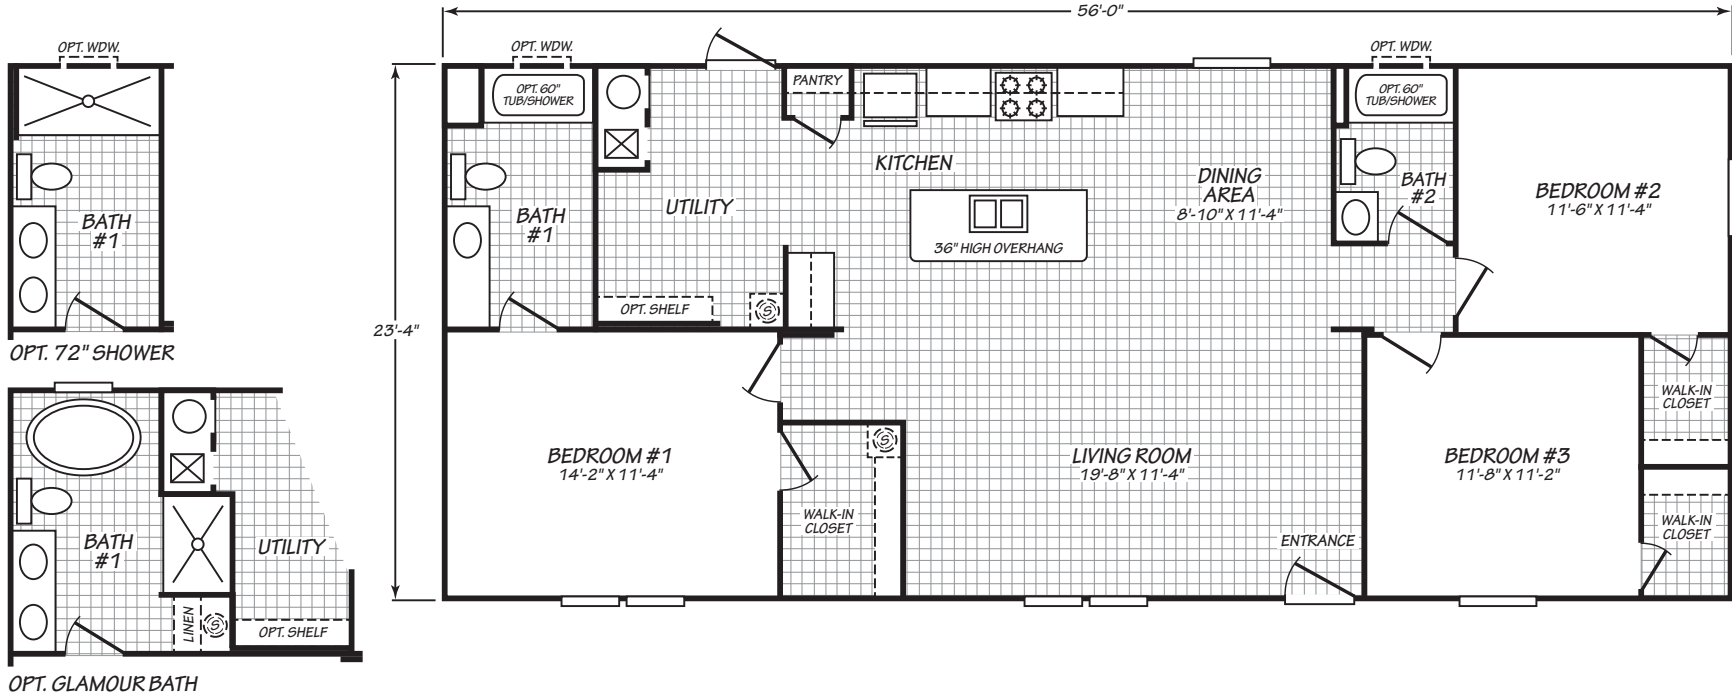 56'-0"
OPT. WDW.
BATH
#1
OPT. 72" SHOWER
BATH
#1
UTILITY
LINEN
S
OPT. SHELF
OPT. GLAMOUR BATH
23'-4"
OPT. WDW.
OPT. 60"
TUB/SHOWER
BATH
#1
UTILITY
OPT. SHELF
S
PANTRY
KITCHEN
36" HIGH OVERHANG
DINING
AREA
8'-10" X 11'-4"
OPT. WDW.
OPT. 60"
TUB/SHOWER
BATH
#2
BEDROOM #2
11'-6" X 11'-4"
BEDROOM #1
14'-2" X 11'-4"
S
WALK-IN
CLOSET
LIVING ROOM
19'-8" X 11'-4"
ENTRANCE
BEDROOM #3
11'-8" X 11'-2"
WALK-IN
CLOSET
WALK-IN
CLOSET